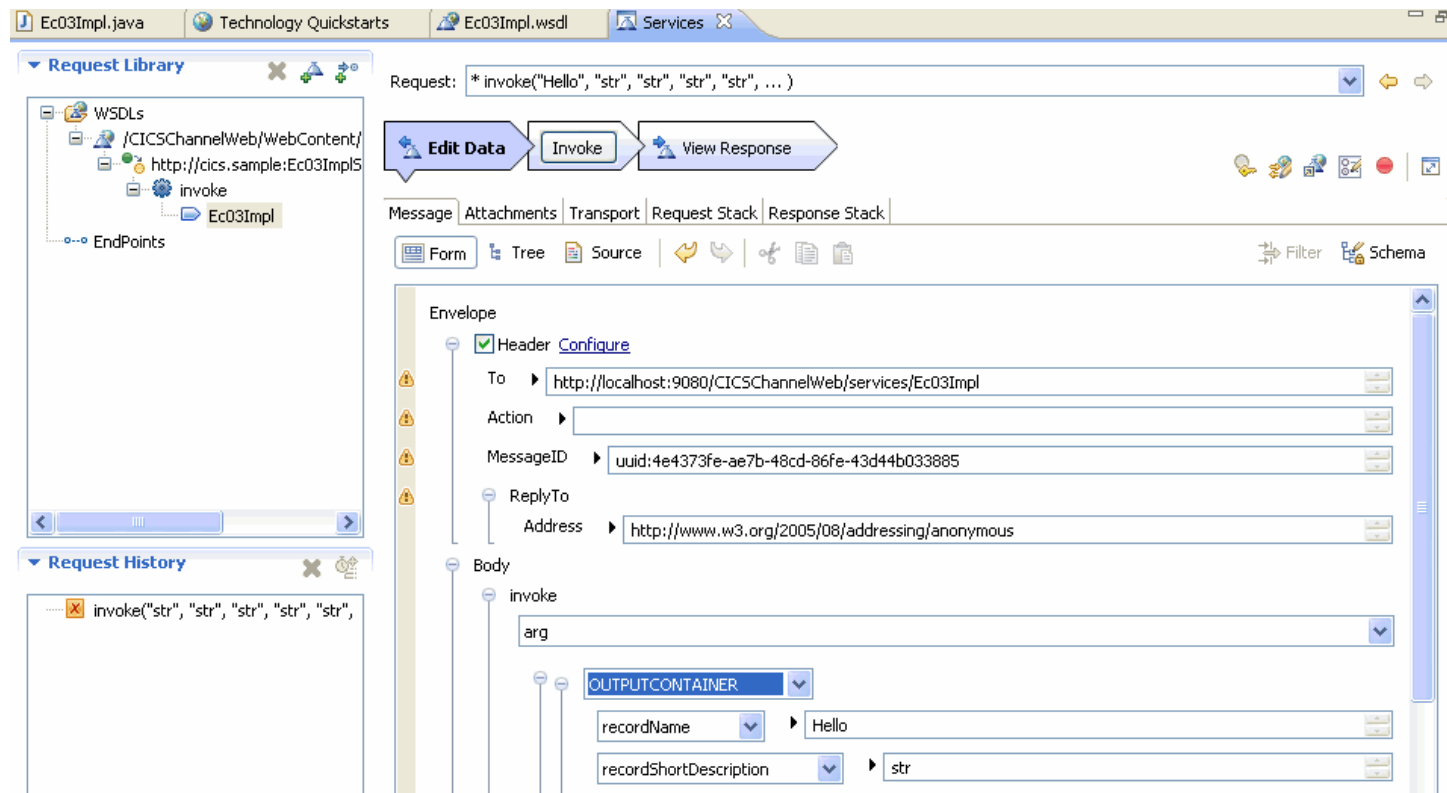 Ec03Impl.java Technology Quickstarts Ec03Impl.wsdl Services
Request Library
WSDLs
/CICSChannelWeb/WebContent/
http://cics.sample:Ec03ImplS
invoke
Ec03Impl
EndPoints
Request History
invoke("str", "str", "str", "str", "str",
Request: * invoke("Hello", "str", "str", "str", "str", ... )
Edit Data Invoke View Response
Message Attachments Transport Request Stack Response Stack
Form Tree Source Filter Schema
Envelope
Header Configure
To http://localhost:9080/CICSChannelWeb/services/Ec03Impl
Action
MessageID uuid:4e4373fe-ae7b-48cd-86fe-43d44b033885
ReplyTo
Address http://www.w3.org/2005/08/addressing/anonymous
Body
invoke
arg
OUTPUTCONTAINER
recordName Hello
recordShortDescription str